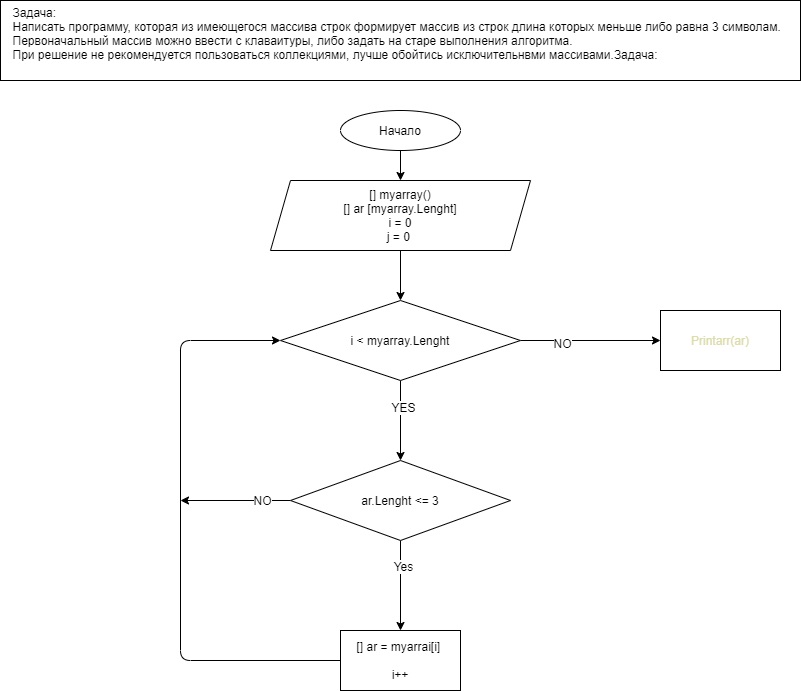 Задача:
Написать программу, которая из имеющегося массива строк формирует массив из строк длина которых меньше либо равна 3 символам.
Первоначальный массив можно ввести с клаваитуры, либо задать на старе выполнения алгоритма.
При решение не рекомендуется пользоваться коллекциями, лучше обойтись исключительнвми массивами.Задача:
Начало
[] myarray()
[] ar [myarray.Lenght]
i = 0
j = 0
i < myarray.Lenght
NO
Printarr(ar)
YES
NO
ar.Lenght <= 3
Yes
[] ar = myarrai[i]
i++